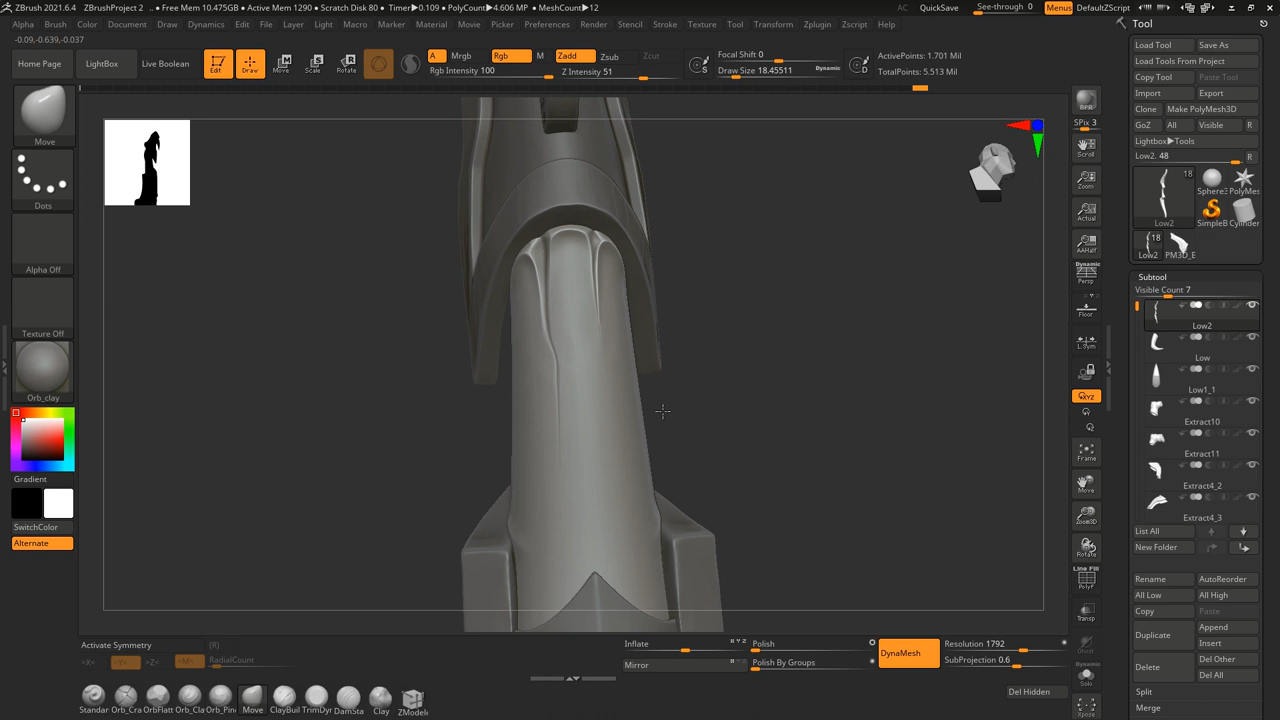 ZBrush 2021.6.4 ZBrushProject 2 .. • Free Mem 10.475GB • Active Mem 1290 • Scratch Disk 80 • Timer▶0.109 • PolyCount▶4.606 MP • MeshCount▶12 AC QuickSave See-through 0 Menus DefaultZScript
Alpha Brush Color Document Draw Dynamics Edit File Layer Light Macro Marker Material Movie Picker Preferences Render Stencil Stroke Texture Tool Transform Zplugin Zscript Help
-0.09,-0.639,-0.037
Home Page LightBox Live Boolean Edit Draw Move Scale Rotate
A Mrgb Rgb M Zadd Zsub Zcut
Rgb Intensity 100 Z Intensity 51
S Focal Shift 0
Draw Size 18.45511 Dynamic
D ActivePoints: 1.701 Mil
TotalPoints: 5.513 Mil
Move
Dots
Alpha Off
Texture Off
Orb_clay
Gradient
SwitchColor
Alternate
BPR
SPix 3
Scroll
Zoom
Actual
AAHalf
Dynamic
Persp
Floor
L.Sym
XYZ
Frame
Move
Zoom3D
Rotate
Line Fill
PolyF
Transp
Ghost
Dynamic
Solo
Xpose
Tool
Load Tool Save As
Load Tools From Project
Copy Tool Paste Tool
Import Export
Clone Make PolyMesh3D
GoZ All Visible R
Lightbox▶Tools
Low2. 48 R
18
Low2
Sphere3 PolyMes
SimpleB Cylinder
18
Low2 PM3D_E
Subtool
Visible Count 7
Low2
Low
Low1_1
Extract10
Extract11
Extract4_2
Extract4_3
List All
New Folder
Rename AutoReorder
All Low All High
Copy Paste
Duplicate Append
Insert
Delete Del Other
Del All
Split
Merge
Activate Symmetry (R)
>X< >Y< >Z< >M< RadialCount
Inflate X Y Z
Mirror X Y Z
Polish
Polish By Groups
DynaMesh
Resolution 1792
SubProjection 0.6
Del Hidden
Standar Orb_Cra OrbFlatt Orb_Cla Orb_Pin Move ClayBuil TrimDyr DamSta Clay ZModele